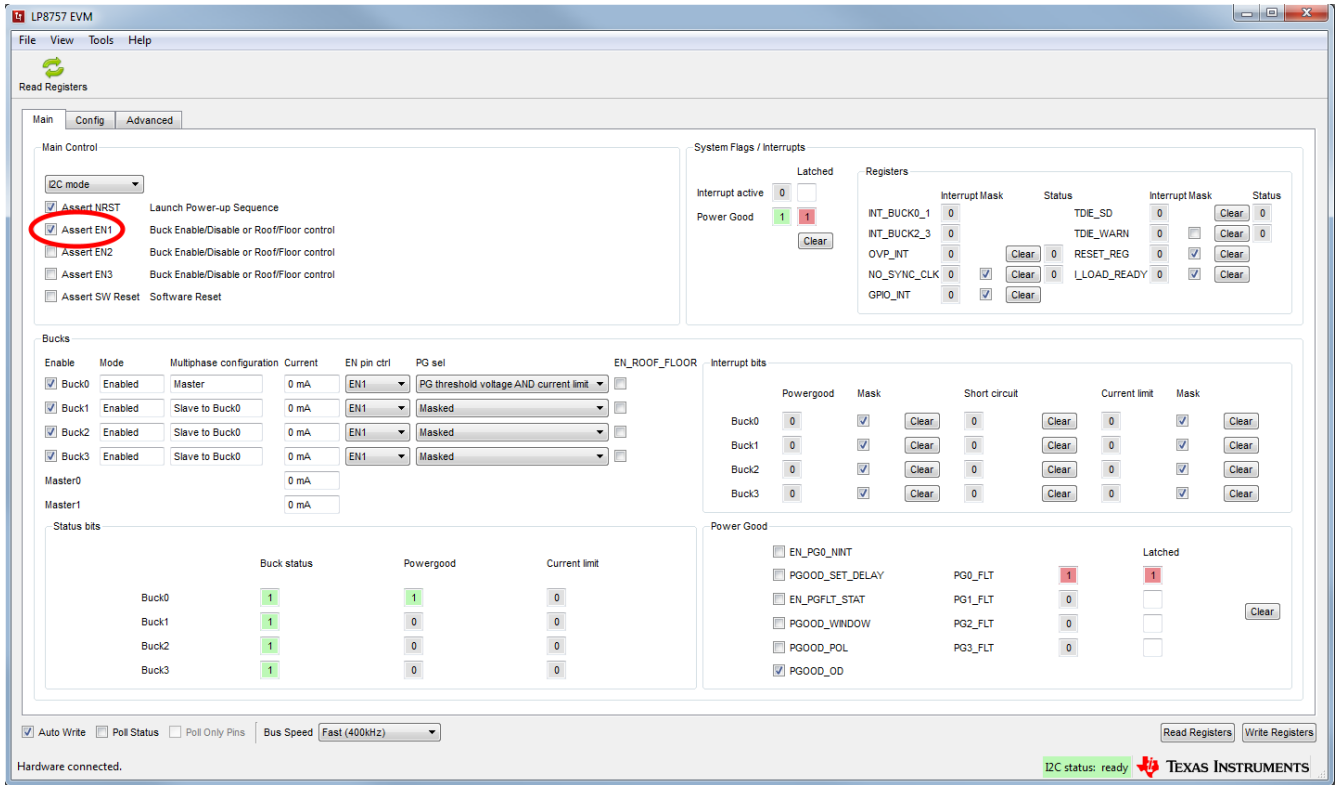 LP8757 EVM
File View Tools Help
Read Registers
Main Config Advanced
Main Control
I2C mode
Assert NRST Launch Power-up Sequence
Assert EN1 Buck Enable/Disable or Roof/Floor control
Assert EN2 Buck Enable/Disable or Roof/Floor control
Assert EN3 Buck Enable/Disable or Roof/Floor control
Assert SW Reset Software Reset
System Flags / Interrupts
Latched
Interrupt active 0
Power Good 1 1
Clear
Registers
Interrupt Mask Status Interrupt Mask Status
INT_BUCK0_1 0 TDIE_SD 0 Clear 0
INT_BUCK2_3 0 TDIE_WARN 0 Clear 0
OVP_INT 0 Clear 0 RESET_REG 0 Clear
NO_SYNC_CLK 0 Clear 0 I_LOAD_READY 0 Clear
GPIO_INT 0 Clear
Bucks
Enable Mode Multiphase configuration Current EN pin ctrl PG sel EN_ROOF_FLOOR
Buck0 Enabled Master 0 mA EN1 PG threshold voltage AND current limit
Buck1 Enabled Slave to Buck0 0 mA EN1 Masked
Buck2 Enabled Slave to Buck0 0 mA EN1 Masked
Buck3 Enabled Slave to Buck0 0 mA EN1 Masked
Master0 0 mA
Master1 0 mA
Interrupt bits
Powergood Mask Short circuit Current limit Mask
Buck0 0 Clear 0 Clear 0 Clear
Buck1 0 Clear 0 Clear 0 Clear
Buck2 0 Clear 0 Clear 0 Clear
Buck3 0 Clear 0 Clear 0 Clear
Status bits
Buck status Powergood Current limit
Buck0 1 1 0
Buck1 1 0 0
Buck2 1 0 0
Buck3 1 0 0
Power Good
EN_PG0_NINT Latched
PGOOD_SET_DELAY PG0_FLT 1 1
EN_PGFLT_STAT PG1_FLT 0
Clear
PGOOD_WINDOW PG2_FLT 0
PGOOD_POL PG3_FLT 0
PGOOD_OD
Auto Write Poll Status Poll Only Pins Bus Speed Fast (400kHz) Read Registers Write Registers
Hardware connected. I2C status: ready TEXAS INSTRUMENTS